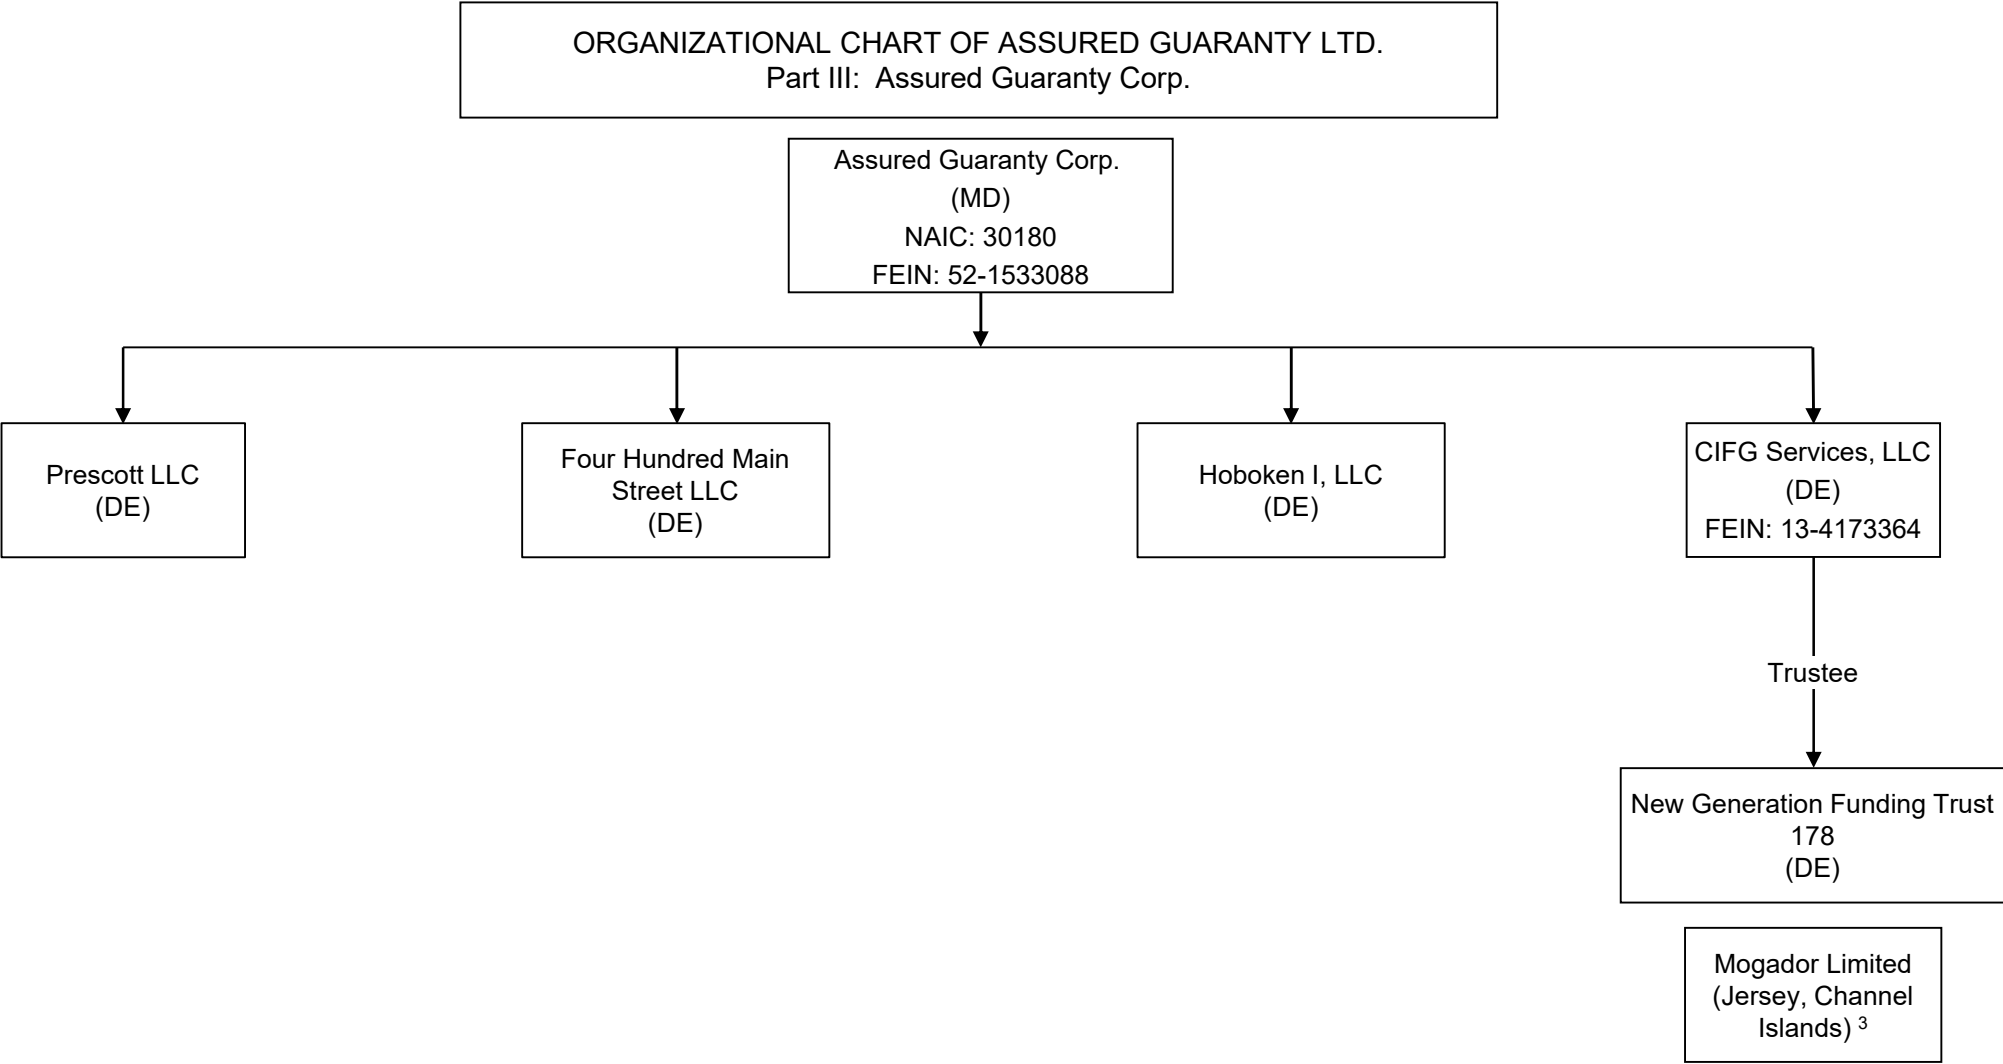 ORGANIZATIONAL CHART OF ASSURED GUARANTY LTD.
Part III:  Assured Guaranty Corp.
Assured Guaranty Corp.
(MD)
NAIC: 30180
FEIN: 52-1533088
Prescott LLC
(DE)
Four Hundred Main
Street LLC
(DE)
Hoboken I, LLC
(DE)
CIFG Services, LLC
(DE)
FEIN: 13-4173364
Trustee
New Generation Funding Trust
178
(DE)
Mogador Limited
(Jersey, Channel
Islands) 3